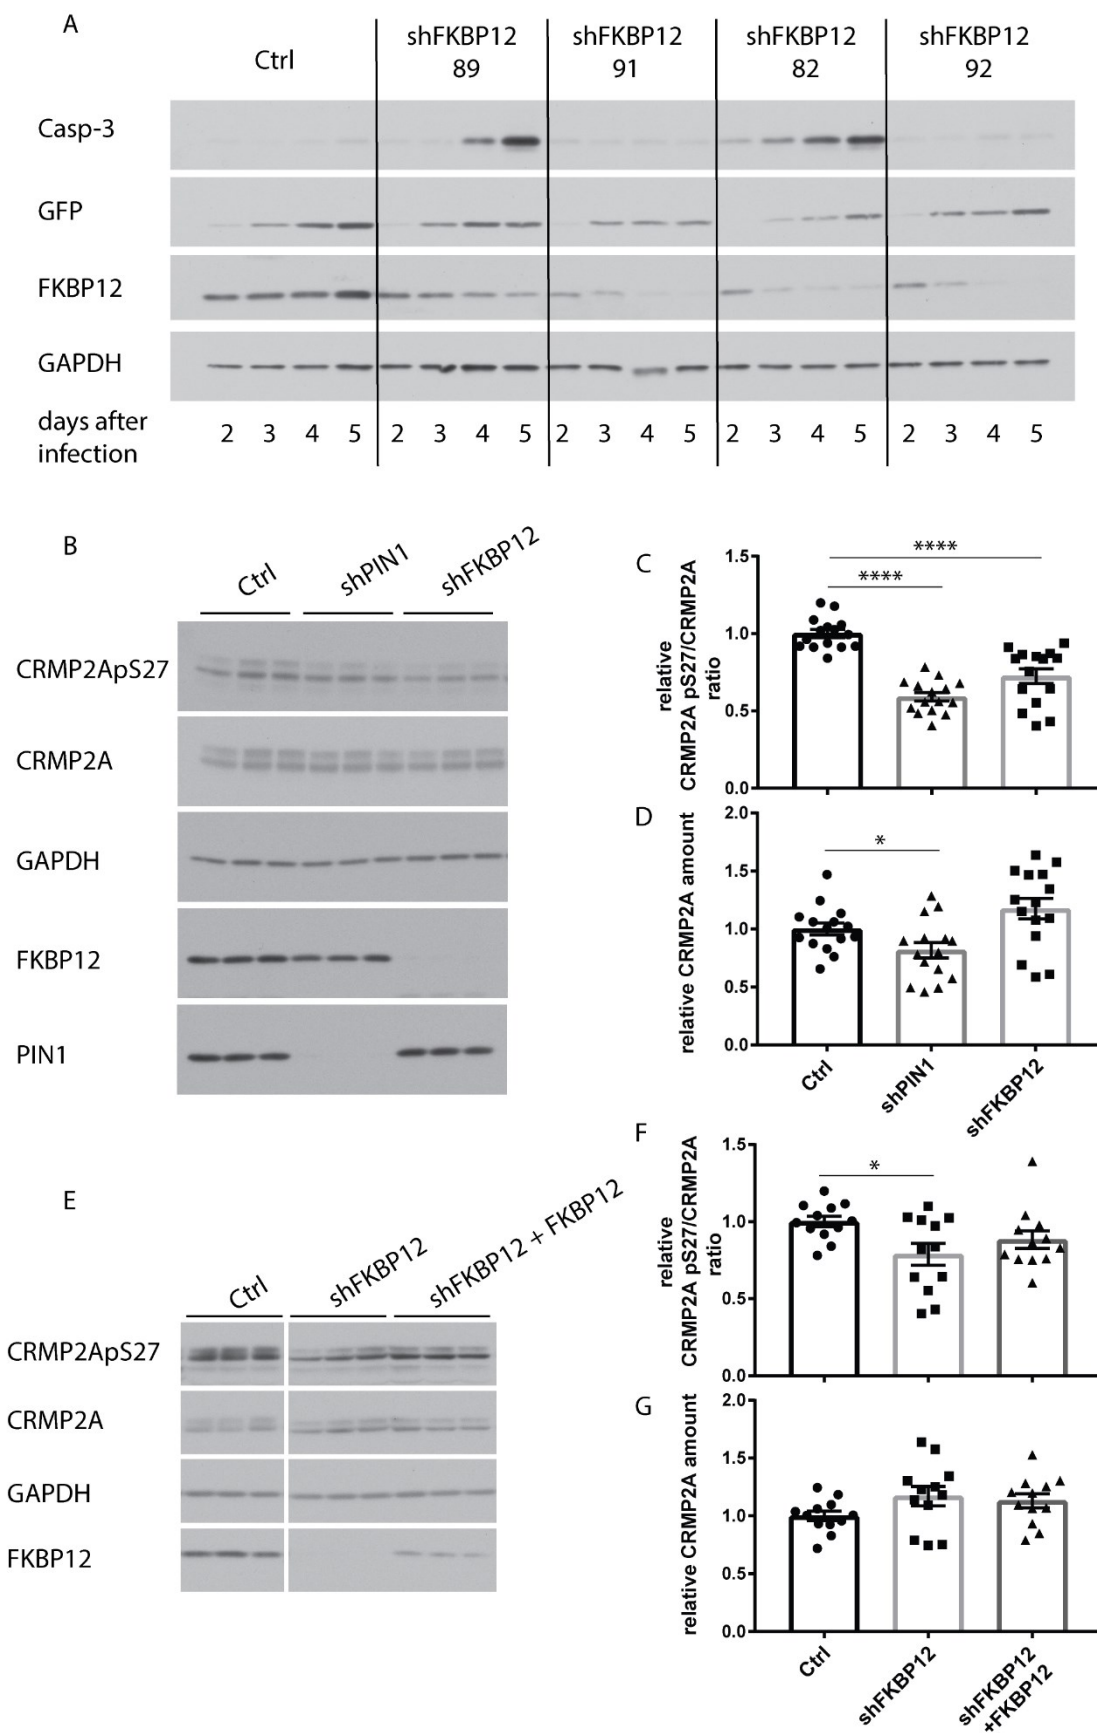 A
Ctrl
shFKBP12
89
shFKBP12
91
shFKBP12
82
shFKBP12
92
Casp-3
GFP
FKBP12
GAPDH
days after
infection
2 3 4 5 2 3 4 5 2 3 4 5 2 3 4 5 2 3 4 5
B
Ctrl
shPIN1
shFKBP12
CRMP2ApS27
CRMP2A
GAPDH
FKBP12
PIN1
C
relative
CRMP2A pS27/CRMP2A
ratio
1.5
1.0
0.5
0.0
****
****
D
relative CRMP2A amount
2.0
1.5
1.0
0.5
0.0
*
Ctrl
shPIN1
shFKBP12
E
Ctrl
shFKBP12
shFKBP12 + FKBP12
CRMP2ApS27
CRMP2A
GAPDH
FKBP12
F
relative
CRMP2A pS27/CRMP2A
ratio
1.5
1.0
0.5
0.0
*
G
relative CRMP2A amount
2.0
1.5
1.0
0.5
0.0
Ctrl
shFKBP12
shFKBP12
+FKBP12